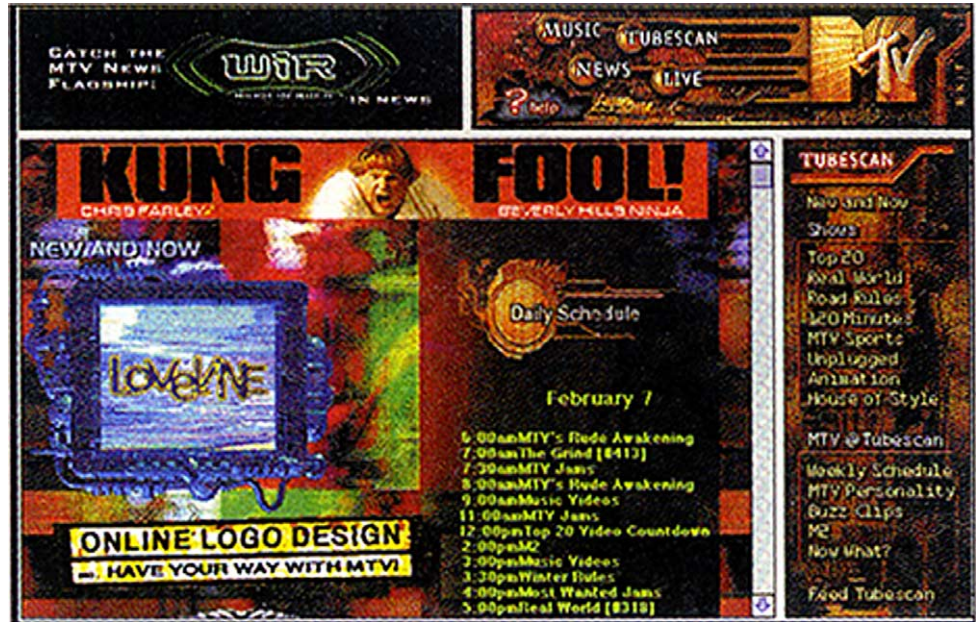 CATCH THE
MTV NEWS
FLAGSHIP!
WiR
IN NEWS
MUSIC
TUBESCAN
NEWS
LIVE
? help
MTV
EXIT
KUNG FOOL!
CHRIS FARLEY
BEVERLY HILLS NINJA
NEW AND NOW
LOVELINE
ONLINE LOGO DESIGN
... HAVE YOUR WAY WITH MTV!
Daily Schedule
February 7
6:00amMTV's Rude Awakening
7:00amThe Grind [#413]
7:30amMTV Jams
8:00amMTV's Rude Awakening
9:00amMusic Videos
11:00amMTV Jams
12:00pmTop 20 Video Countdown
2:00pmM2
3:00pmMusic Videos
3:30pmWinter Rules
4:00pmMost Wanted Jams
5:00pmReal World [#318]
TUBESCAN
New and Now
Shows
Top 20
Real World
Road Rules
120 Minutes
MTV Sports
Unplugged
Animation
House of Style
MTV @ Tubescan
Weekly Schedule
MTV Personality
Buzz Clips
M2
Now What?
Feed Tubescan